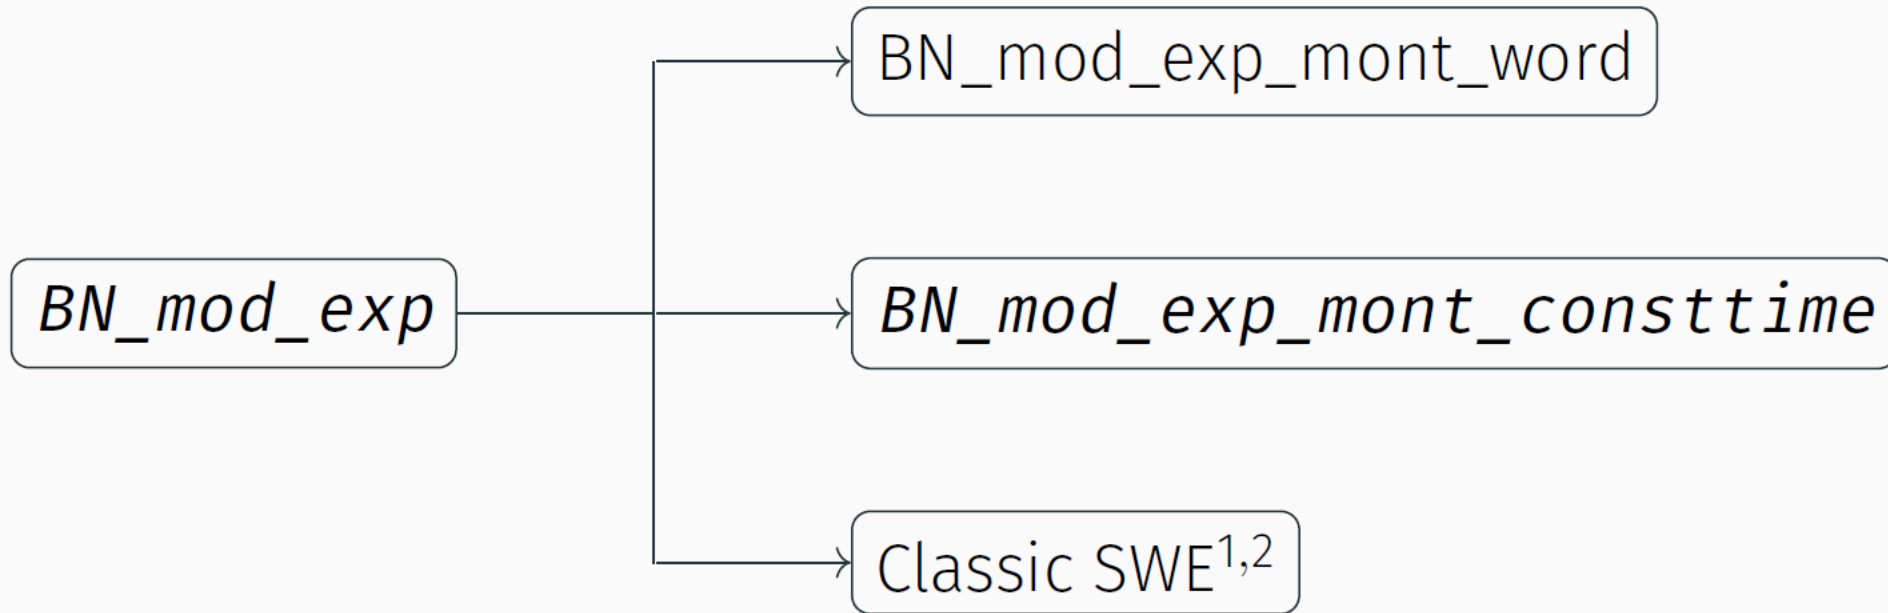 BN_mod_exp_mont_word
BN_mod_exp
BN_mod_exp_mont_consttime
Classic SWE¹,²